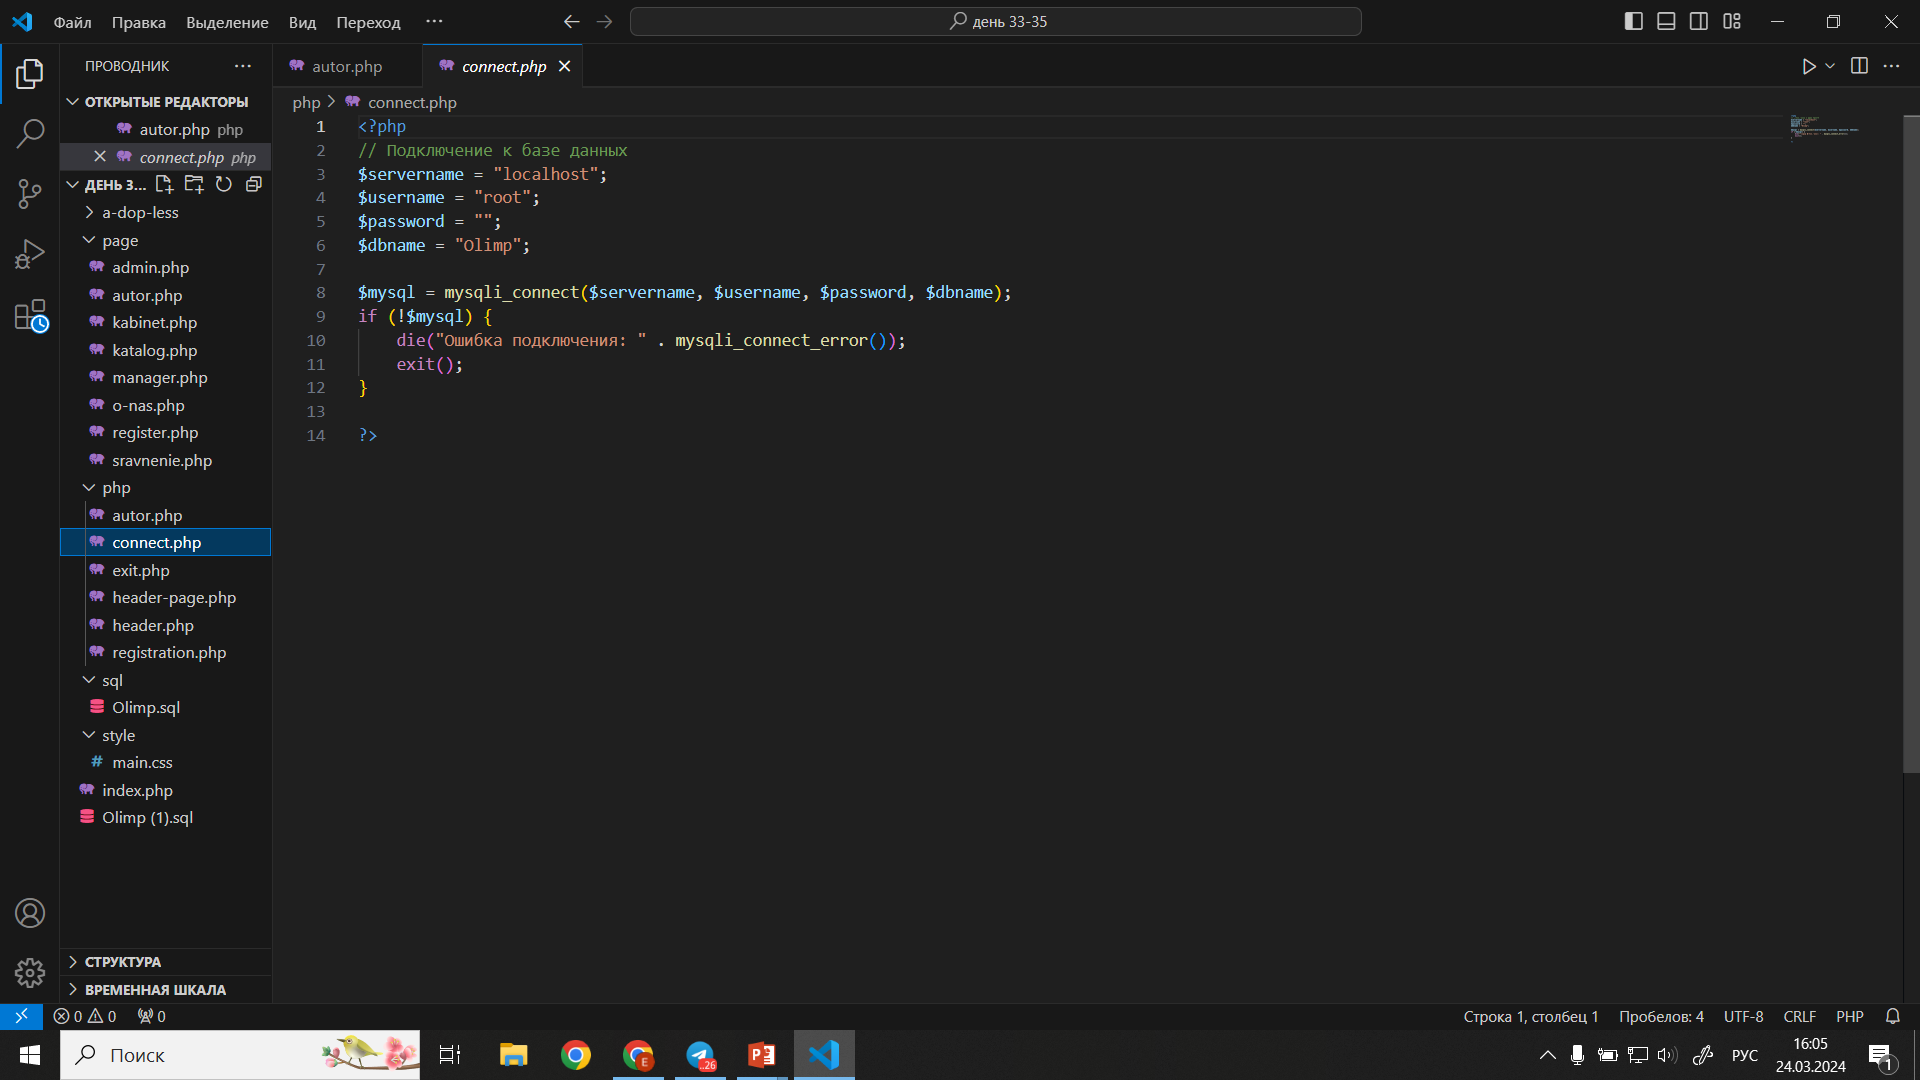 Файл Правка Выделение Вид Переход ··· день 33-35
ПРОВОДНИК ···
ОТКРЫТЫЕ РЕДАКТОРЫ
autor.php php
connect.php php
ДЕНЬ 3...
a-dop-less
page
admin.php
autor.php
kabinet.php
katalog.php
manager.php
o-nas.php
register.php
sravnenie.php
php
autor.php
connect.php
exit.php
header-page.php
header.php
registration.php
sql
Olimp.sql
style
# main.css
index.php
Olimp (1).sql
СТРУКТУРА
ВРЕМЕННАЯ ШКАЛА
autor.php connect.php
php > connect.php
1 <?php
2 // Подключение к базе данных
3 $servername = "localhost";
4 $username = "root";
5 $password = "";
6 $dbname = "Olimp";
7
8 $mysql = mysqli_connect($servername, $username, $password, $dbname);
9 if (!$mysql) {
10 die("Ошибка подключения: " . mysqli_connect_error());
11 exit();
12 }
13
14 ?>
0 0 0 Строка 1, столбец 1 Пробелов: 4 UTF-8 CRLF PHP
Поиск E ..26 РУС 16:05
24.03.2024 1